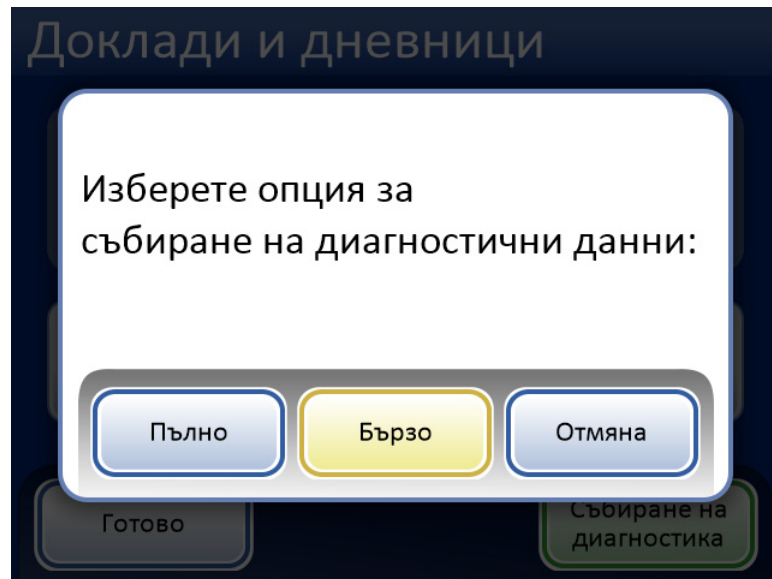 Доклади и дневници
Изберете опция за
събиране на диагностични данни:
Пълно
Бързо
Отмяна
Готово
Събиране на
диагностика